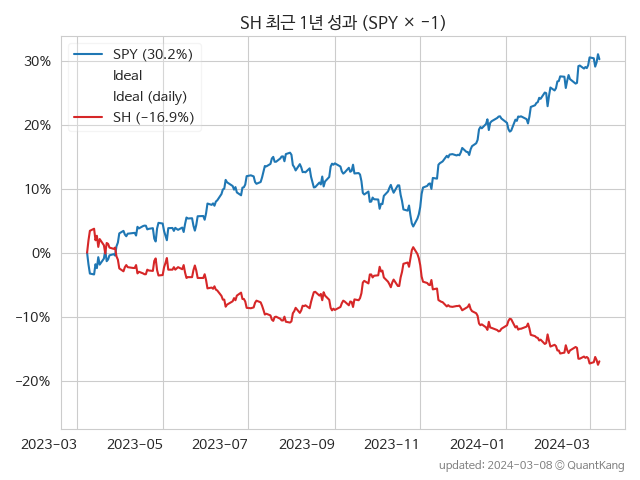 SH 최근 1년 성과 (SPY × −1)
SPY (30.2%)
Ideal
Ideal (daily)
SH (−16.9%)
30%
20%
10%
0%
−10%
−20%
2023−03 2023−05 2023−07 2023−09 2023−11 2024−01 2024−03
updated: 2024−03−08 © QuantKang